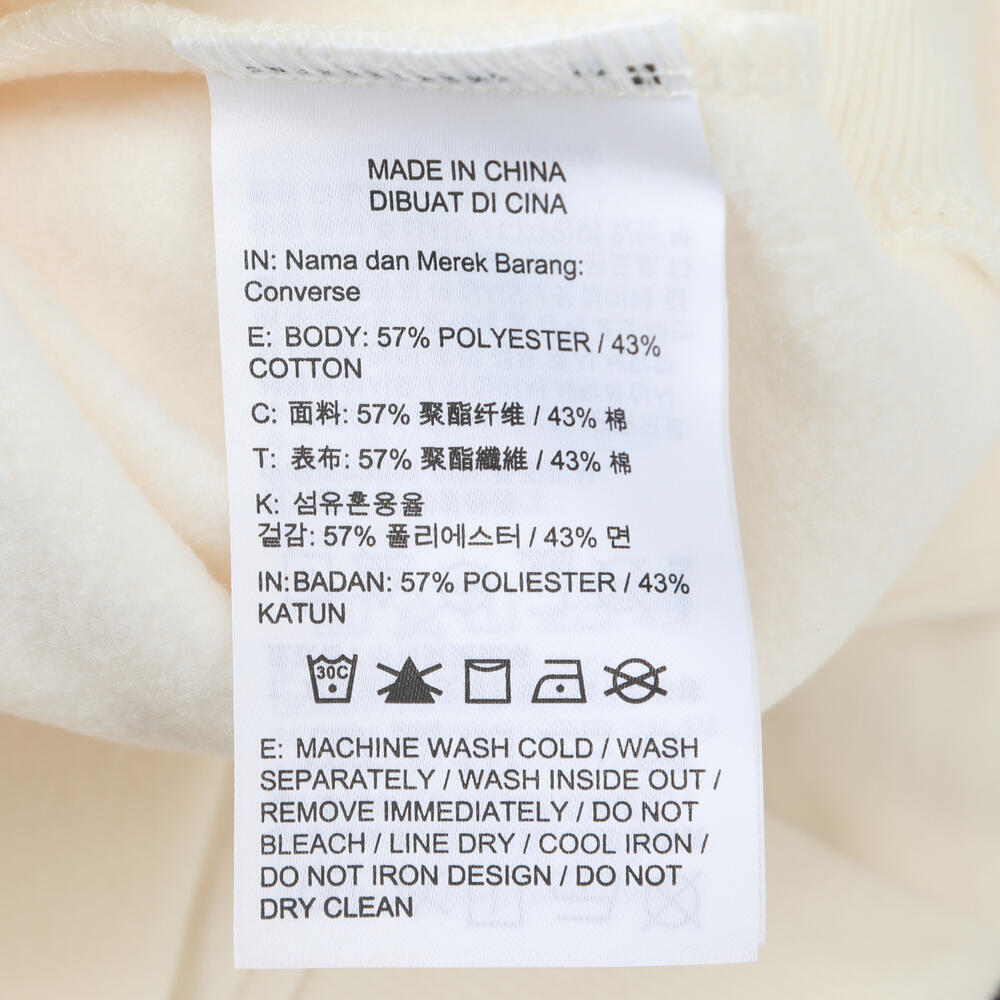 MADE IN CHINA
DIBUAT DI CINA
IN: Nama dan Merek Barang:
Converse
E: BODY: 57% POLYESTER / 43%
COTTON
C: 面料: 57% 聚酯纤维 / 43% 棉
T: 表布: 57% 聚酯纖維 / 43% 棉
K: 섬유혼용율
겉감: 57% 폴리에스터 / 43% 면
IN:BADAN: 57% POLIESTER / 43%
KATUN
30C
E: MACHINE WASH COLD / WASH
SEPARATELY / WASH INSIDE OUT /
REMOVE IMMEDIATELY / DO NOT
BLEACH / LINE DRY / COOL IRON /
DO NOT IRON DESIGN / DO NOT
DRY CLEAN